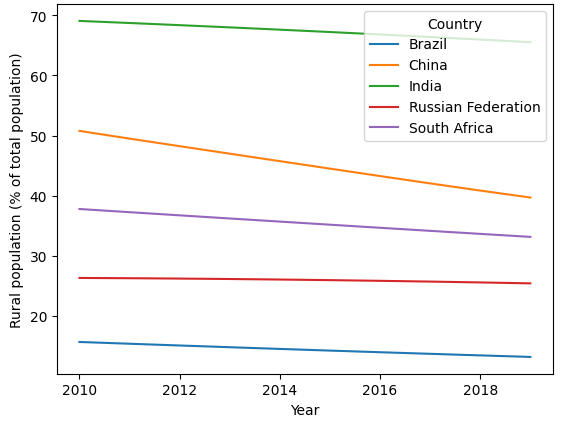 Rural population (% of total population)
70
60
50
40
30
20
Country
Brazil
China
India
Russian Federation
South Africa
2010
2012
2014
2016
2018
Year